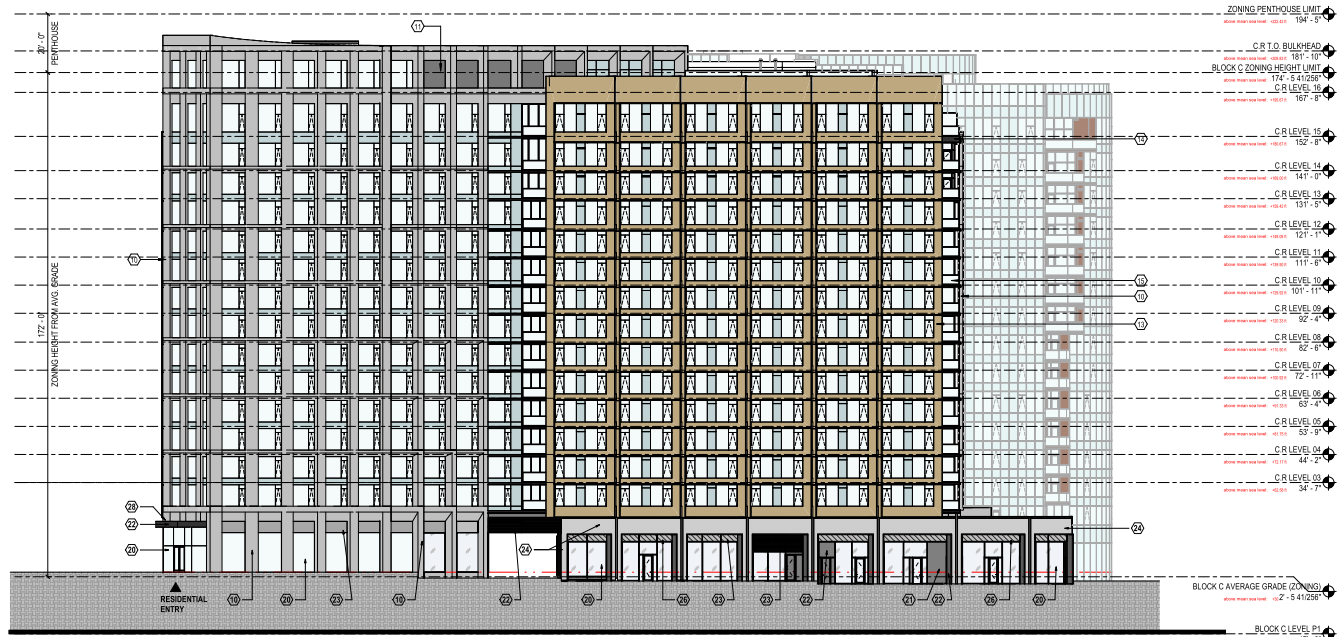 ZONING PENTHOUSE LIMIT
194' - 5"
C.R T.O. BULKHEAD
181' - 10"
BLOCK C ZONING HEIGHT LIMIT
174' - 5 41/256"
C.R LEVEL 16
167' - 8"
C.R LEVEL 15
152' - 8"
C.R LEVEL 14
141' - 0"
C.R LEVEL 13
131' - 5"
C.R LEVEL 12
121' - 1"
C.R LEVEL 11
111' - 6"
C.R LEVEL 10
101' - 11"
C.R LEVEL 09
92' - 4"
C.R LEVEL 08
82' - 6"
C.R LEVEL 07
72' - 11"
C.R LEVEL 06
63' - 4"
C.R LEVEL 05
53' - 9"
C.R LEVEL 04
44' - 2"
C.R LEVEL 03
34' - 7"
BLOCK C AVERAGE GRADE (ZONING)
2' - 5 41/256"
BLOCK C LEVEL P1
20' - 0"
PENTHOUSE
172' - 0"
ZONING HEIGHT FROM AVG. GRADE
11
14
10
15
10
13
28
22
20
24
24
RESIDENTIAL
ENTRY
10
20
23
10
22
20
26
23
23
22
21
22
26
20